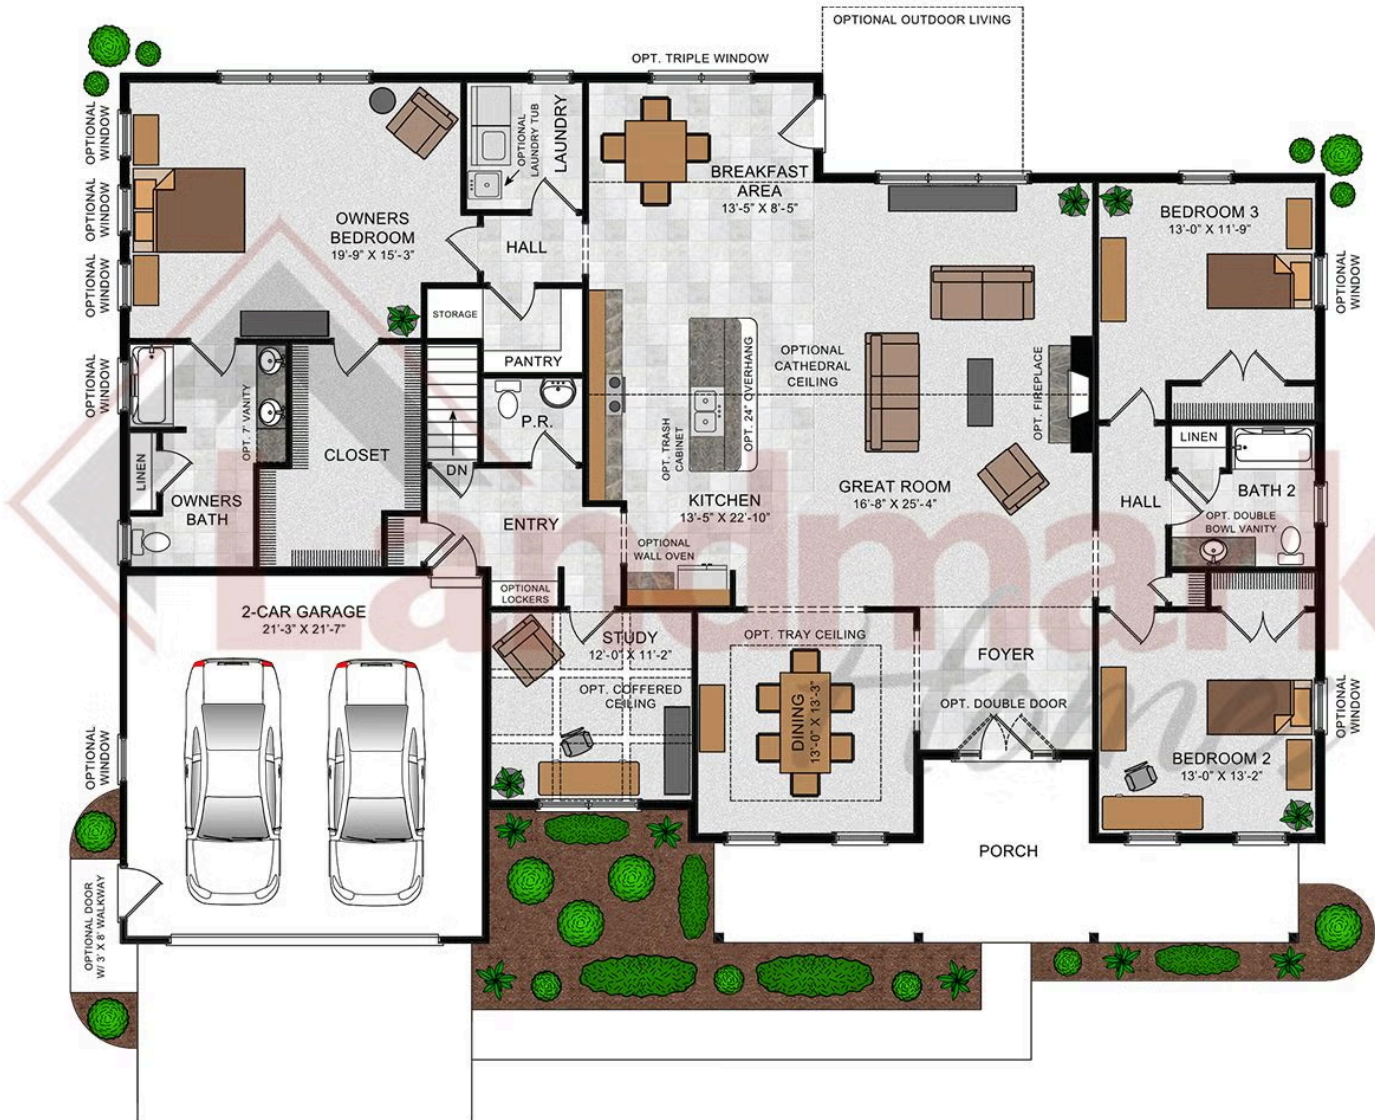 OPTIONAL OUTDOOR LIVING
OPT. TRIPLE WINDOW
OPTIONAL
WINDOW
OPTIONAL
WINDOW
OPTIONAL
WINDOW
OPTIONAL
WINDOW
OWNERS
BEDROOM
19'-9" X 15'-3"
OPTIONAL
LAUNDRY TUB
LAUNDRY
HALL
STORAGE
PANTRY
P.R.
DN
BREAKFAST
AREA
13'-5" X 8'-5"
OPTIONAL
CATHEDRAL
CEILING
OPT. 24" OVERHANG
OPT. TRASH
CABINET
KITCHEN
13'-5" X 22'-10"
OPTIONAL
WALL OVEN
GREAT ROOM
16'-8" X 25'-4"
OPT. FIREPLACE
BEDROOM 3
13'-0" X 11'-9"
OPTIONAL
WINDOW
LINEN
HALL
BATH 2
OPT. DOUBLE
BOWL VANITY
OPT. 7' VANITY
LINEN
OWNERS
BATH
CLOSET
ENTRY
OPTIONAL
LOCKERS
2-CAR GARAGE
21'-3" X 21'-7"
OPTIONAL
WINDOW
OPTIONAL DOOR
W/ 3' X 8' WALKWAY
STUDY
12'-0" X 11'-2"
OPT. COFFERED
CEILING
OPT. TRAY CEILING
DINING
13'-0" X 13'-3"
FOYER
OPT. DOUBLE DOOR
BEDROOM 2
13'-0" X 13'-2"
OPTIONAL
WINDOW
PORCH
Landmark
Homes